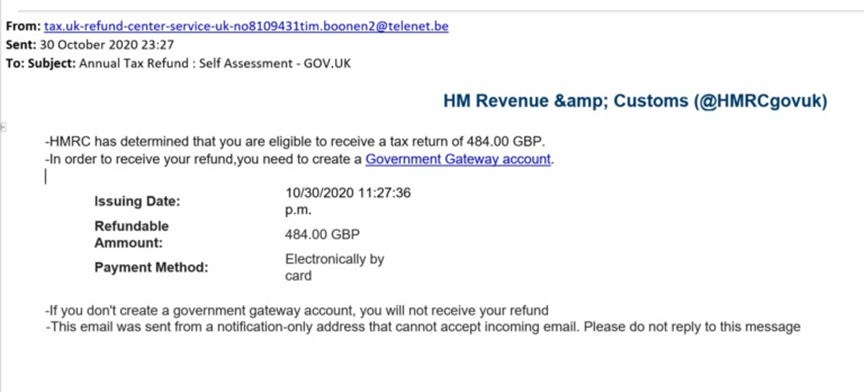 From: tax.uk-refund-center-service-uk-no8109431tim.boonen2@telenet.be
Sent: 30 October 2020 23:27
To: Subject: Annual Tax Refund : Self Assessment - GOV.UK
HM Revenue &amp; Customs (@HMRCgovuk)
-HMRC has determined that you are eligible to receive a tax return of 484.00 GBP.
-In order to receive your refund,you need to create a Government Gateway account.
Issuing Date:
10/30/2020 11:27:36
p.m.
Refundable
Ammount:
484.00 GBP
Payment Method:
Electronically by
card
-If you don't create a government gateway account, you will not receive your refund
-This email was sent from a notification-only address that cannot accept incoming email. Please do not reply to this message